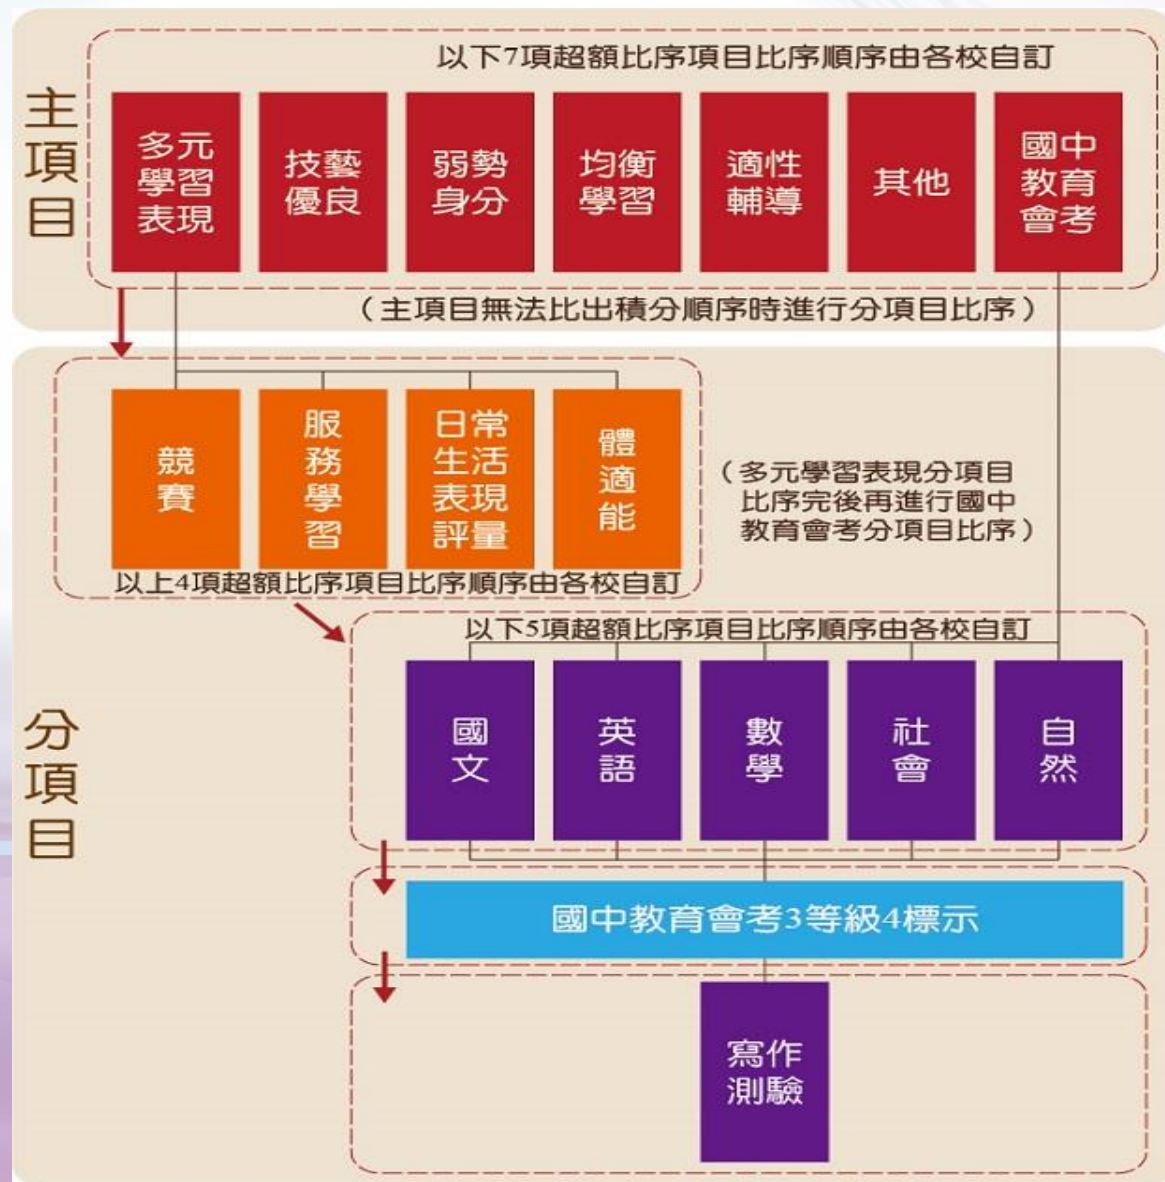 主項目
以下7項超額比序項目比序順序由各校自訂
多元
學習
表現
技藝
優良
弱勢
身分
均衡
學習
適性
輔導
其他
國中
教育
會考
（主項目無法比出積分順序時進行分項目比序）
分項目
競賽
服務學習
日常
生活
表現
評量
體適能
以上4項超額比序項目比序順序由各校自訂
（多元學習表現分項目
比序完後再進行國中
教育會考分項目比序）
以下5項超額比序項目比序順序由各校自訂
國文
英語
數學
社會
自然
國中教育會考3等級4標示
寫作
測驗